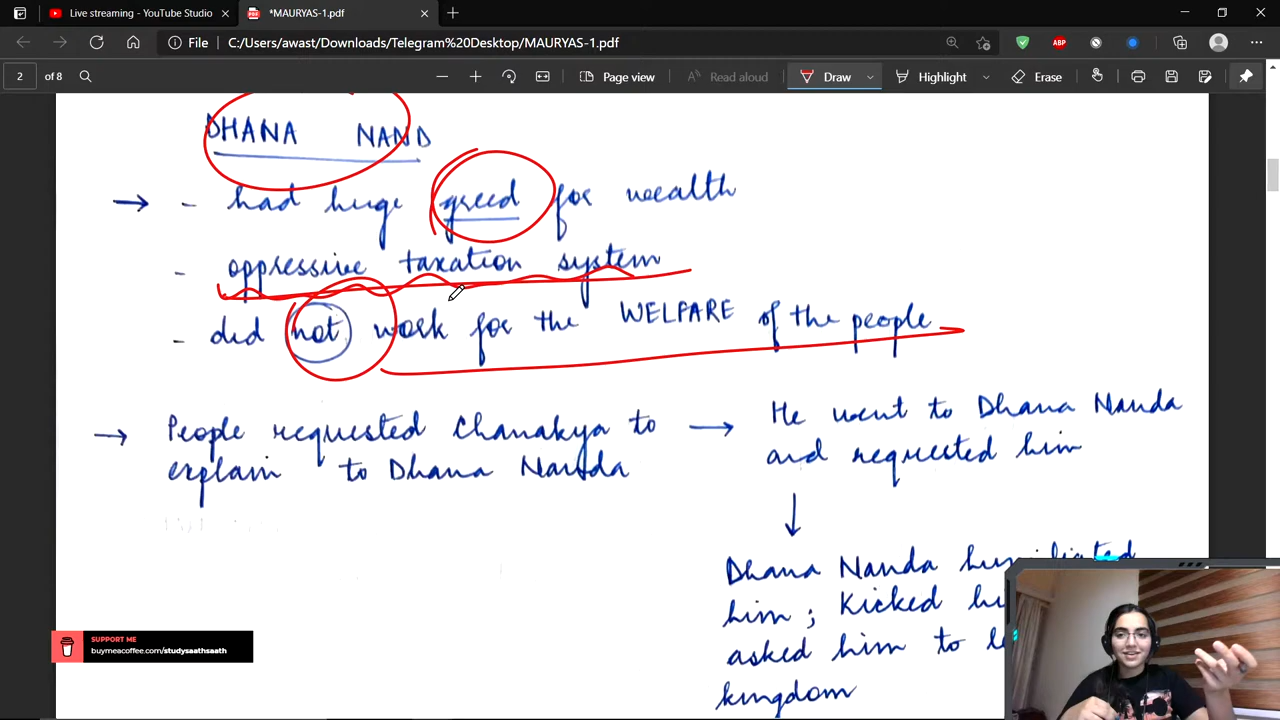 Live streaming - YouTube Studio
*MAURYAS-1.pdf
File
C:/Users/awast/Downloads/Telegram%20Desktop/MAURYAS-1.pdf
2 of 8
Page view
Read aloud
Draw
Highlight
Erase
ABP
DHANA NAND
→ - had huge greed for wealth
- oppressive taxation system
- did not work for the WELFARE of the people
→ People requested Chanakya to
explain to Dhana Nanda
→ He went to Dhana Nanda
and requested him
↓
Dhana Nanda humiliated
him ; Kicked
asked him to
kingdom
SUPPORT ME
buymeacoffee.com/studysaathsaath